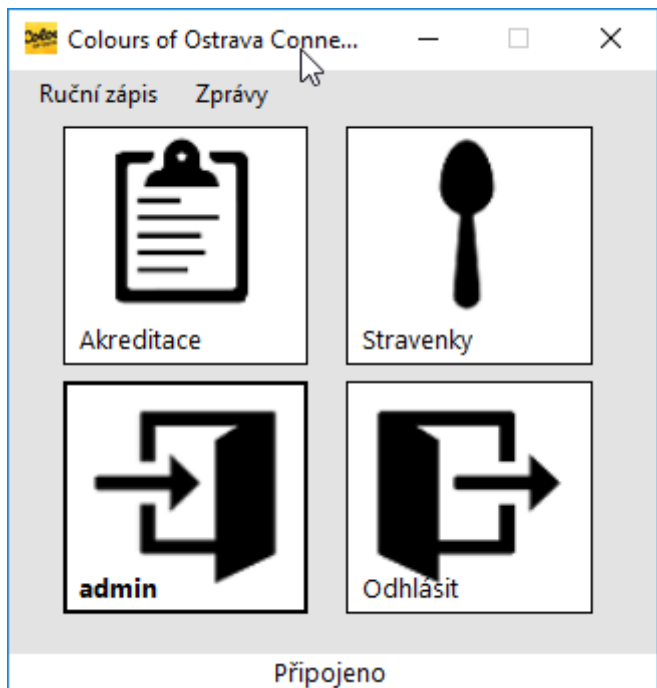 Colours of Ostrava Conne...
Ruční zápis Zprávy
Akreditace
Stravenky
admin
Odhlásit
Připojeno